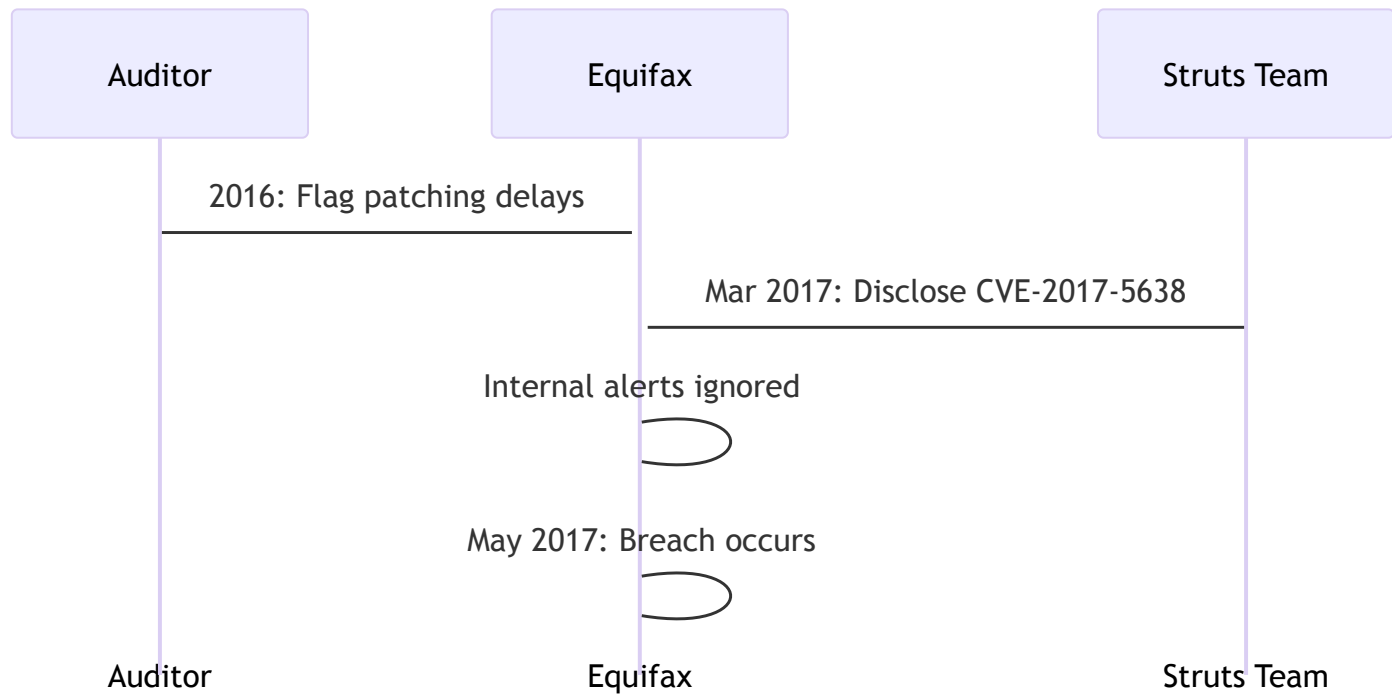 Auditor Equifax Struts Team
2016: Flag patching delays
Mar 2017: Disclose CVE-2017-5638
Internal alerts ignored
May 2017: Breach occurs
Auditor Equifax Struts Team